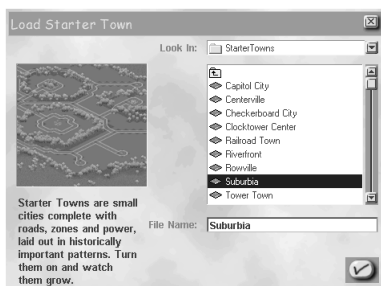 Load Starter Town
Look In: StarterTowns
Capitol City
Centerville
Checkerboard City
Clocktower Center
Railroad Town
Riverfront
Rowville
Suburbia
Tower Town
Starter Towns are small
cities complete with
roads, zones and power,
laid out in historically
important patterns. Turn
them on and watch
them grow.
File Name: Suburbia